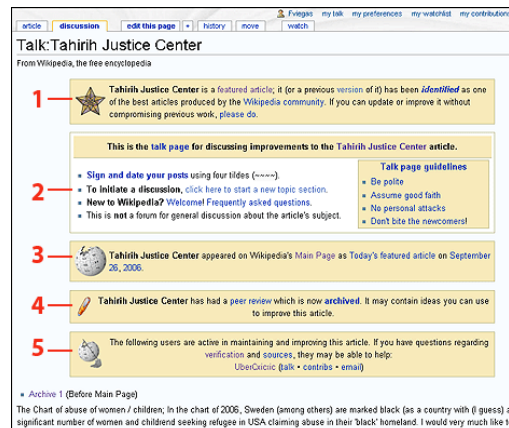 Fviegas my talk my preferences my watchlist my contributions
article discussion edit this page + history move watch
Talk:Tahirih Justice Center
From Wikipedia, the free encyclopedia
1
Tahirih Justice Center is a featured article; it (or a previous version of it) has been identified as one
of the best articles produced by the Wikipedia community. If you can update or improve it without
compromising previous work, please do.
This is the talk page for discussing improvements to the Tahirih Justice Center article.
2
Sign and date your posts using four tildes (~~~~).
To initiate a discussion, click here to start a new topic section.
New to Wikipedia? Welcome! Frequently asked questions.
This is not a forum for general discussion about the article's subject.
Talk page guidelines
Be polite
Assume good faith
No personal attacks
Don't bite the newcomers!
3
Tahirih Justice Center appeared on Wikipedia's Main Page as Today's featured article on September
26, 2006.
4
Tahirih Justice Center has had a peer review which is now archived. It may contain ideas you can use
to improve this article.
5
The following users are active in maintaining and improving this article. If you have questions regarding
verification and sources, they may be able to help:
UberCxicxic (talk • contribs • email)
Archive 1 (Before Main Page)
The Chart of abuse of women / children; In the chart of 2006, Sweden (among others) are marked black (as a country with (I guess) a
significant number of women and childrend seeking refugee in USA claiming abuse in their 'black' homeland. I would very much like to